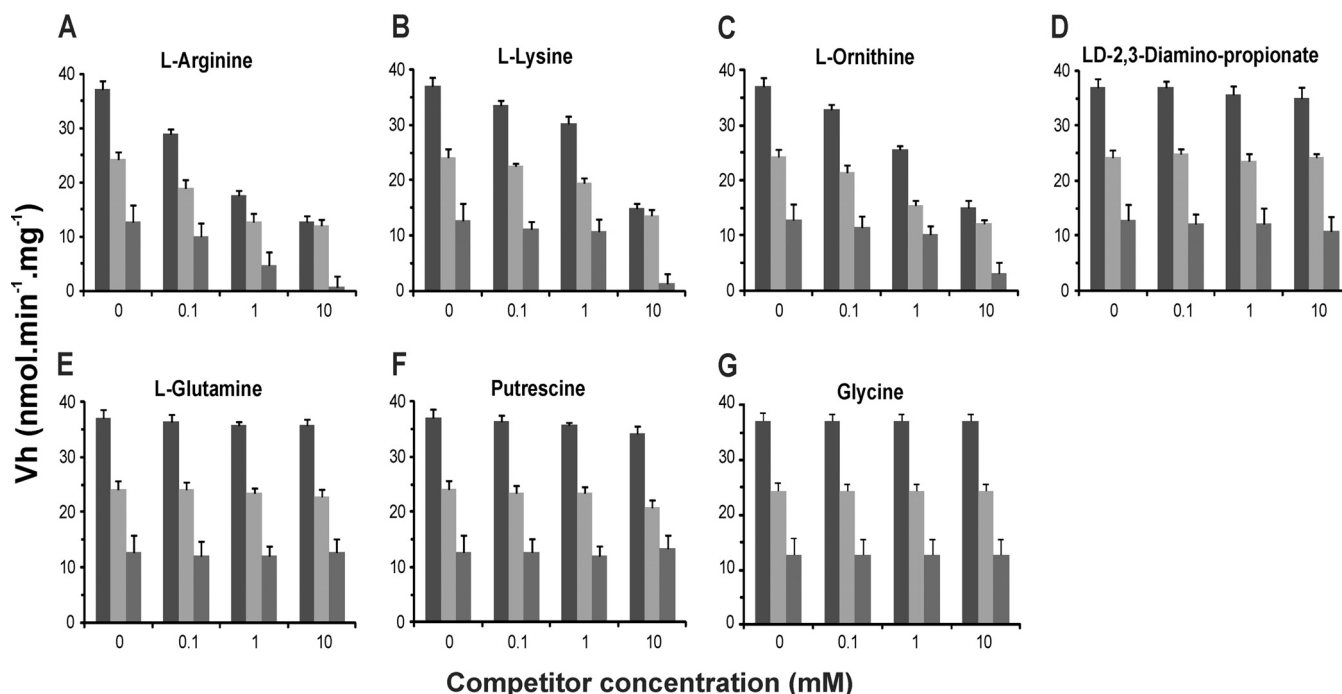 A
L-Arginine
40
30
20
10
0
0 0.1 1 10
B
L-Lysine
40
30
20
10
0
0 0.1 1 10
C
L-Ornithine
40
30
20
10
0
0 0.1 1 10
D
LD-2,3-Diamino-propionate
40
30
20
10
0
0 0.1 1 10
Vh (nmol.min⁻¹.mg⁻¹)
E
L-Glutamine
40
30
20
10
0
0 0.1 1 10
F
Putrescine
40
30
20
10
0
0 0.1 1 10
G
Glycine
40
30
20
10
0
0 0.1 1 10
Competitor concentration (mM)